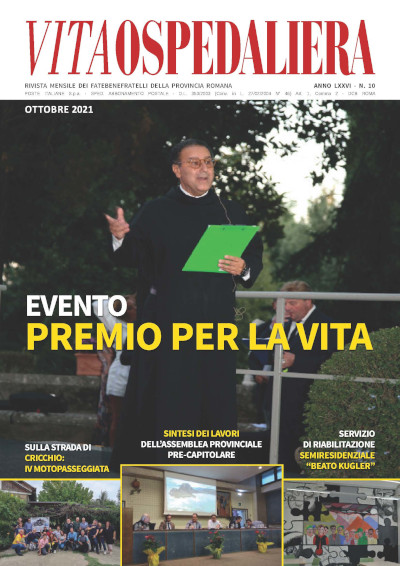 VITAOSPEDALIERA
RIVISTA MENSILE DEI FATEBENEFRATELLI DELLA PROVINCIA ROMANA
ANNO LXXVI - N. 10
POSTE ITALIANE S.p.a. - SPED. ABBONAMENTO POSTALE - D.L. 353/2003 (Conv. in L. 27/02/2004 N° 46) Art. 1, Comma 2 - DCB ROMA
OTTOBRE 2021
EVENTO
PREMIO PER LA VITA
SULLA STRADA DI
CRICCHIO:
IV MOTOPASSEGGIATA
SINTESI DEI LAVORI
DELL'ASSEMBLEA PROVINCIALE
PRE-CAPITOLARE
SERVIZIO
DI RIABILITAZIONE
SEMIRESIDENZIALE
"BEATO KUGLER"